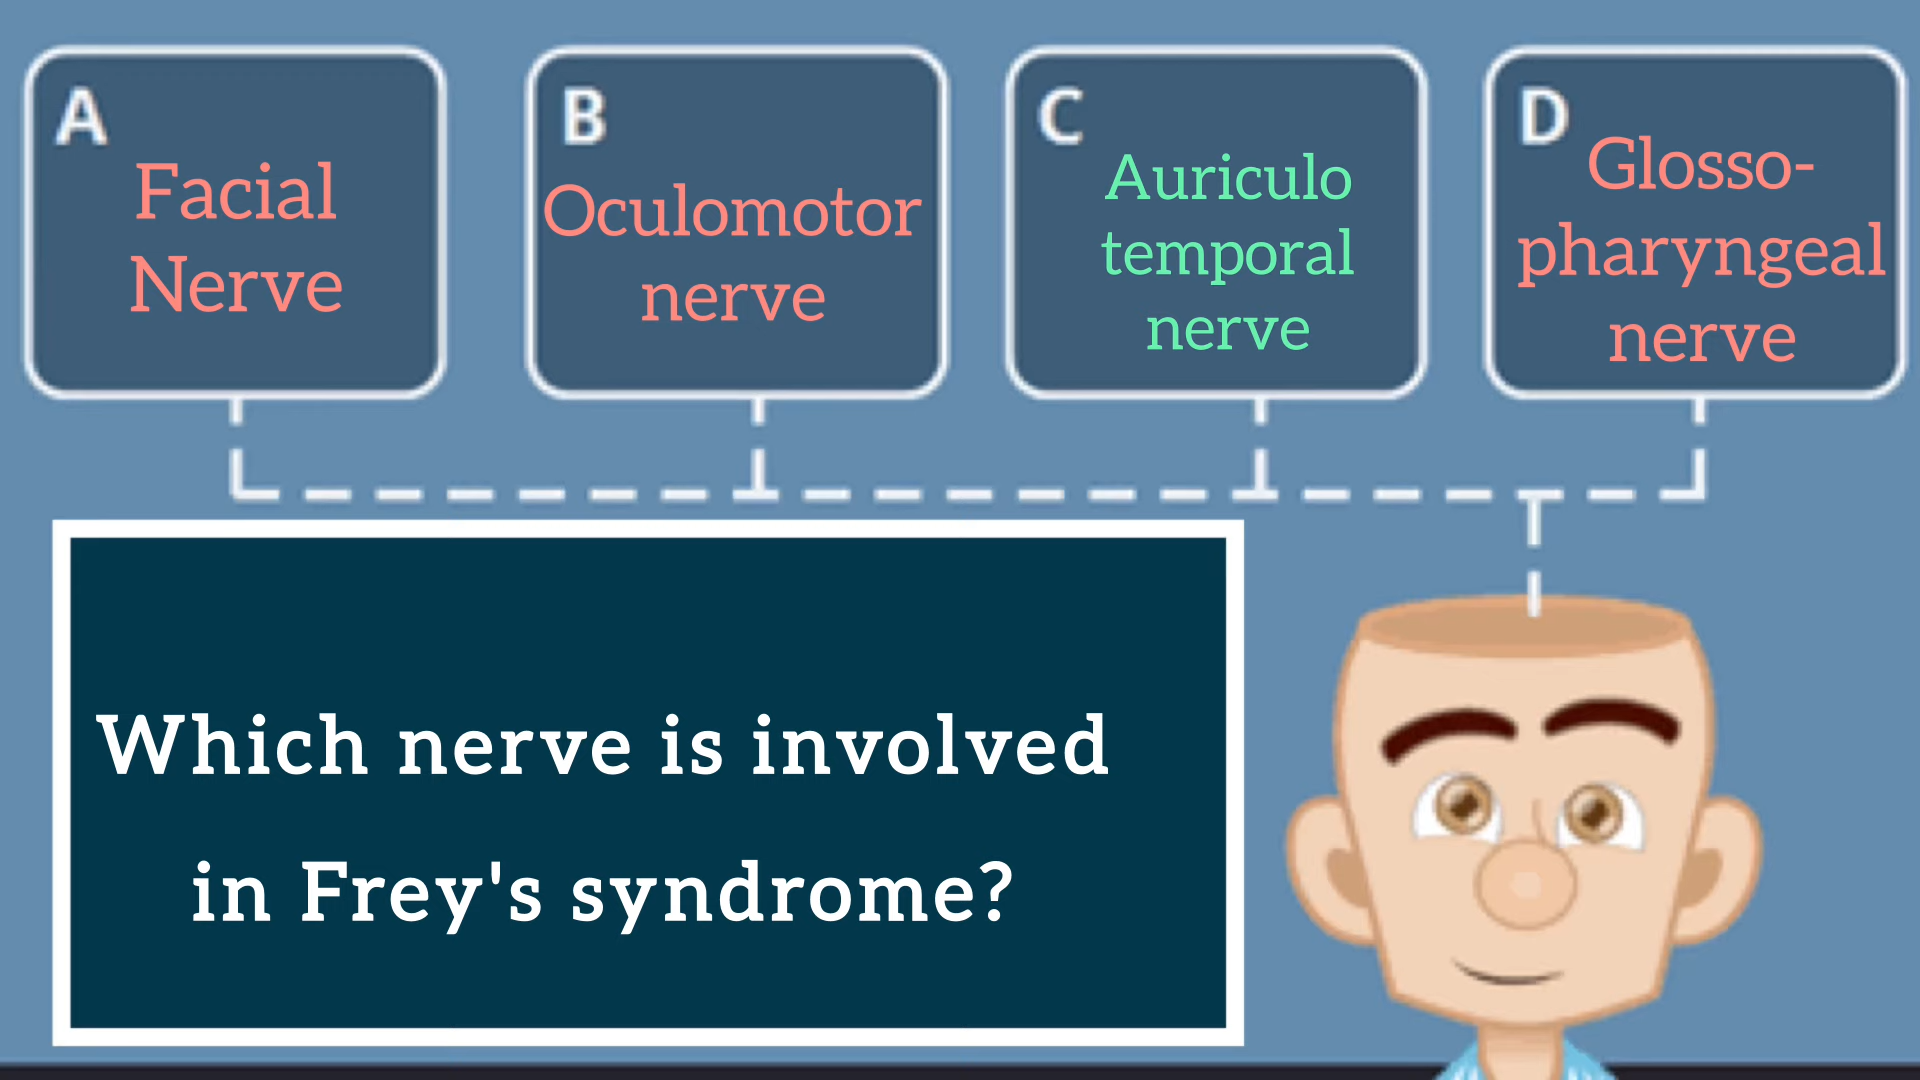 A
Facial
Nerve
B
Oculomotor
nerve
C
Auriculo
temporal
nerve
D
Glosso-
pharyngeal
nerve
Which nerve is involved
in Frey's syndrome?